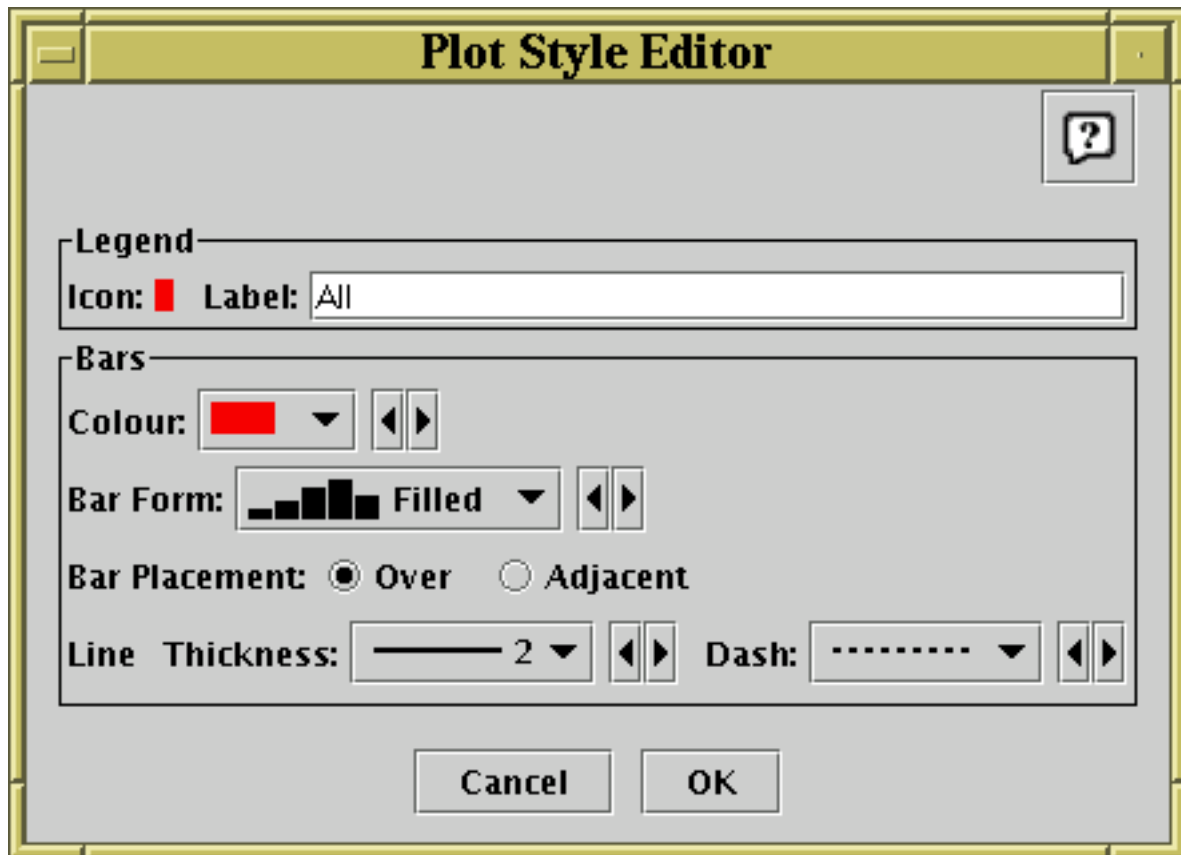 Plot Style Editor
?
Legend
Icon: Label: All
Bars
Colour:
Bar Form: Filled
Bar Placement: Over Adjacent
Line Thickness: 2 Dash:
Cancel OK